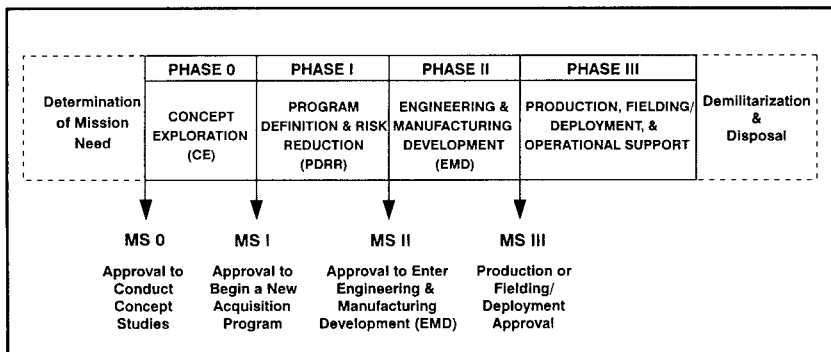 PHASE 0
PHASE I
PHASE II
PHASE III
Determination
of Mission
Need
CONCEPT
EXPLORATION
(CE)
PROGRAM
DEFINITION & RISK
REDUCTION
(PDRR)
ENGINEERING &
MANUFACTURING
DEVELOPMENT
(EMD)
PRODUCTION, FIELDING/
DEPLOYMENT, &
OPERATIONAL SUPPORT
Demilitarization
&
Disposal
MS 0
Approval to
Conduct
Concept
Studies
MS I
Approval to
Begin a New
Acquisition
Program
MS II
Approval to Enter
Engineering &
Manufacturing
Development (EMD)
MS III
Production or
Fielding/
Deployment
Approval